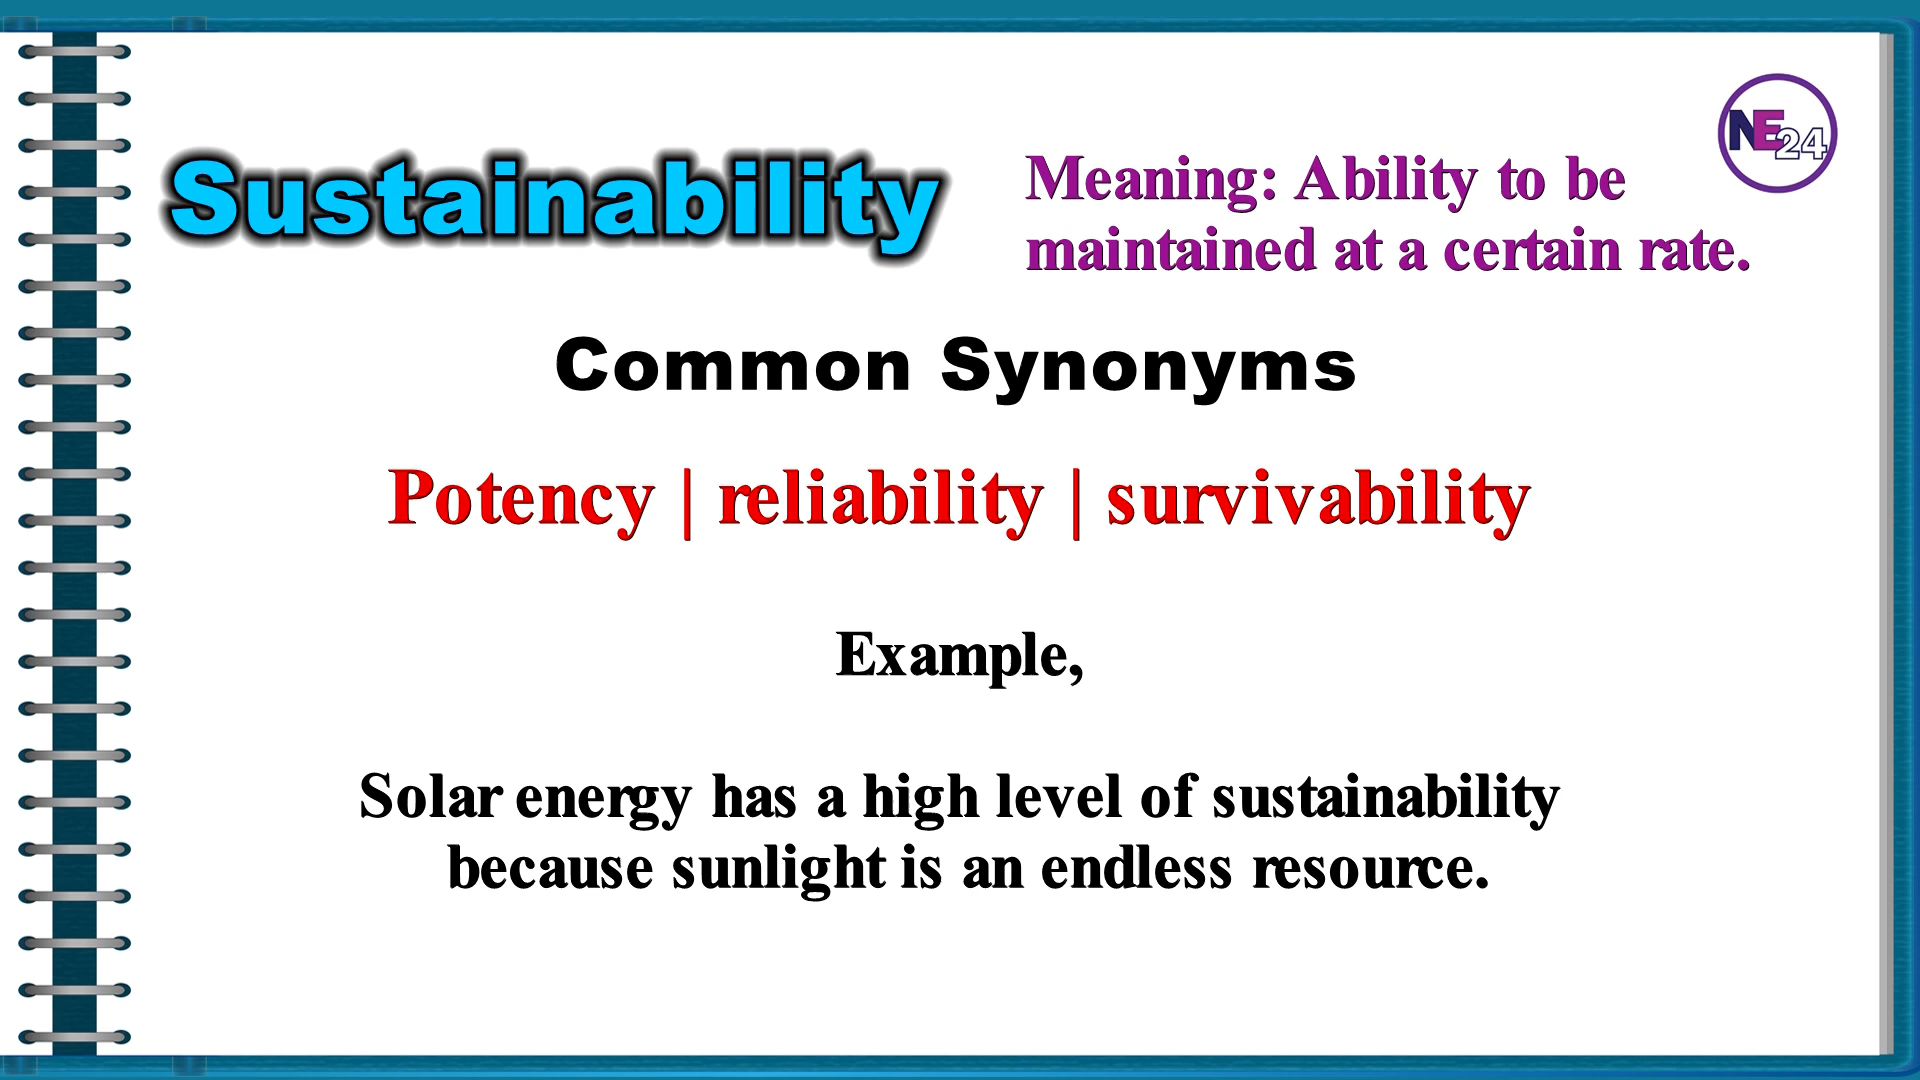 NE24
Sustainability
Meaning: Ability to be
maintained at a certain rate.
Common Synonyms
Potency | reliability | survivability
Example,
Solar energy has a high level of sustainability
because sunlight is an endless resource.